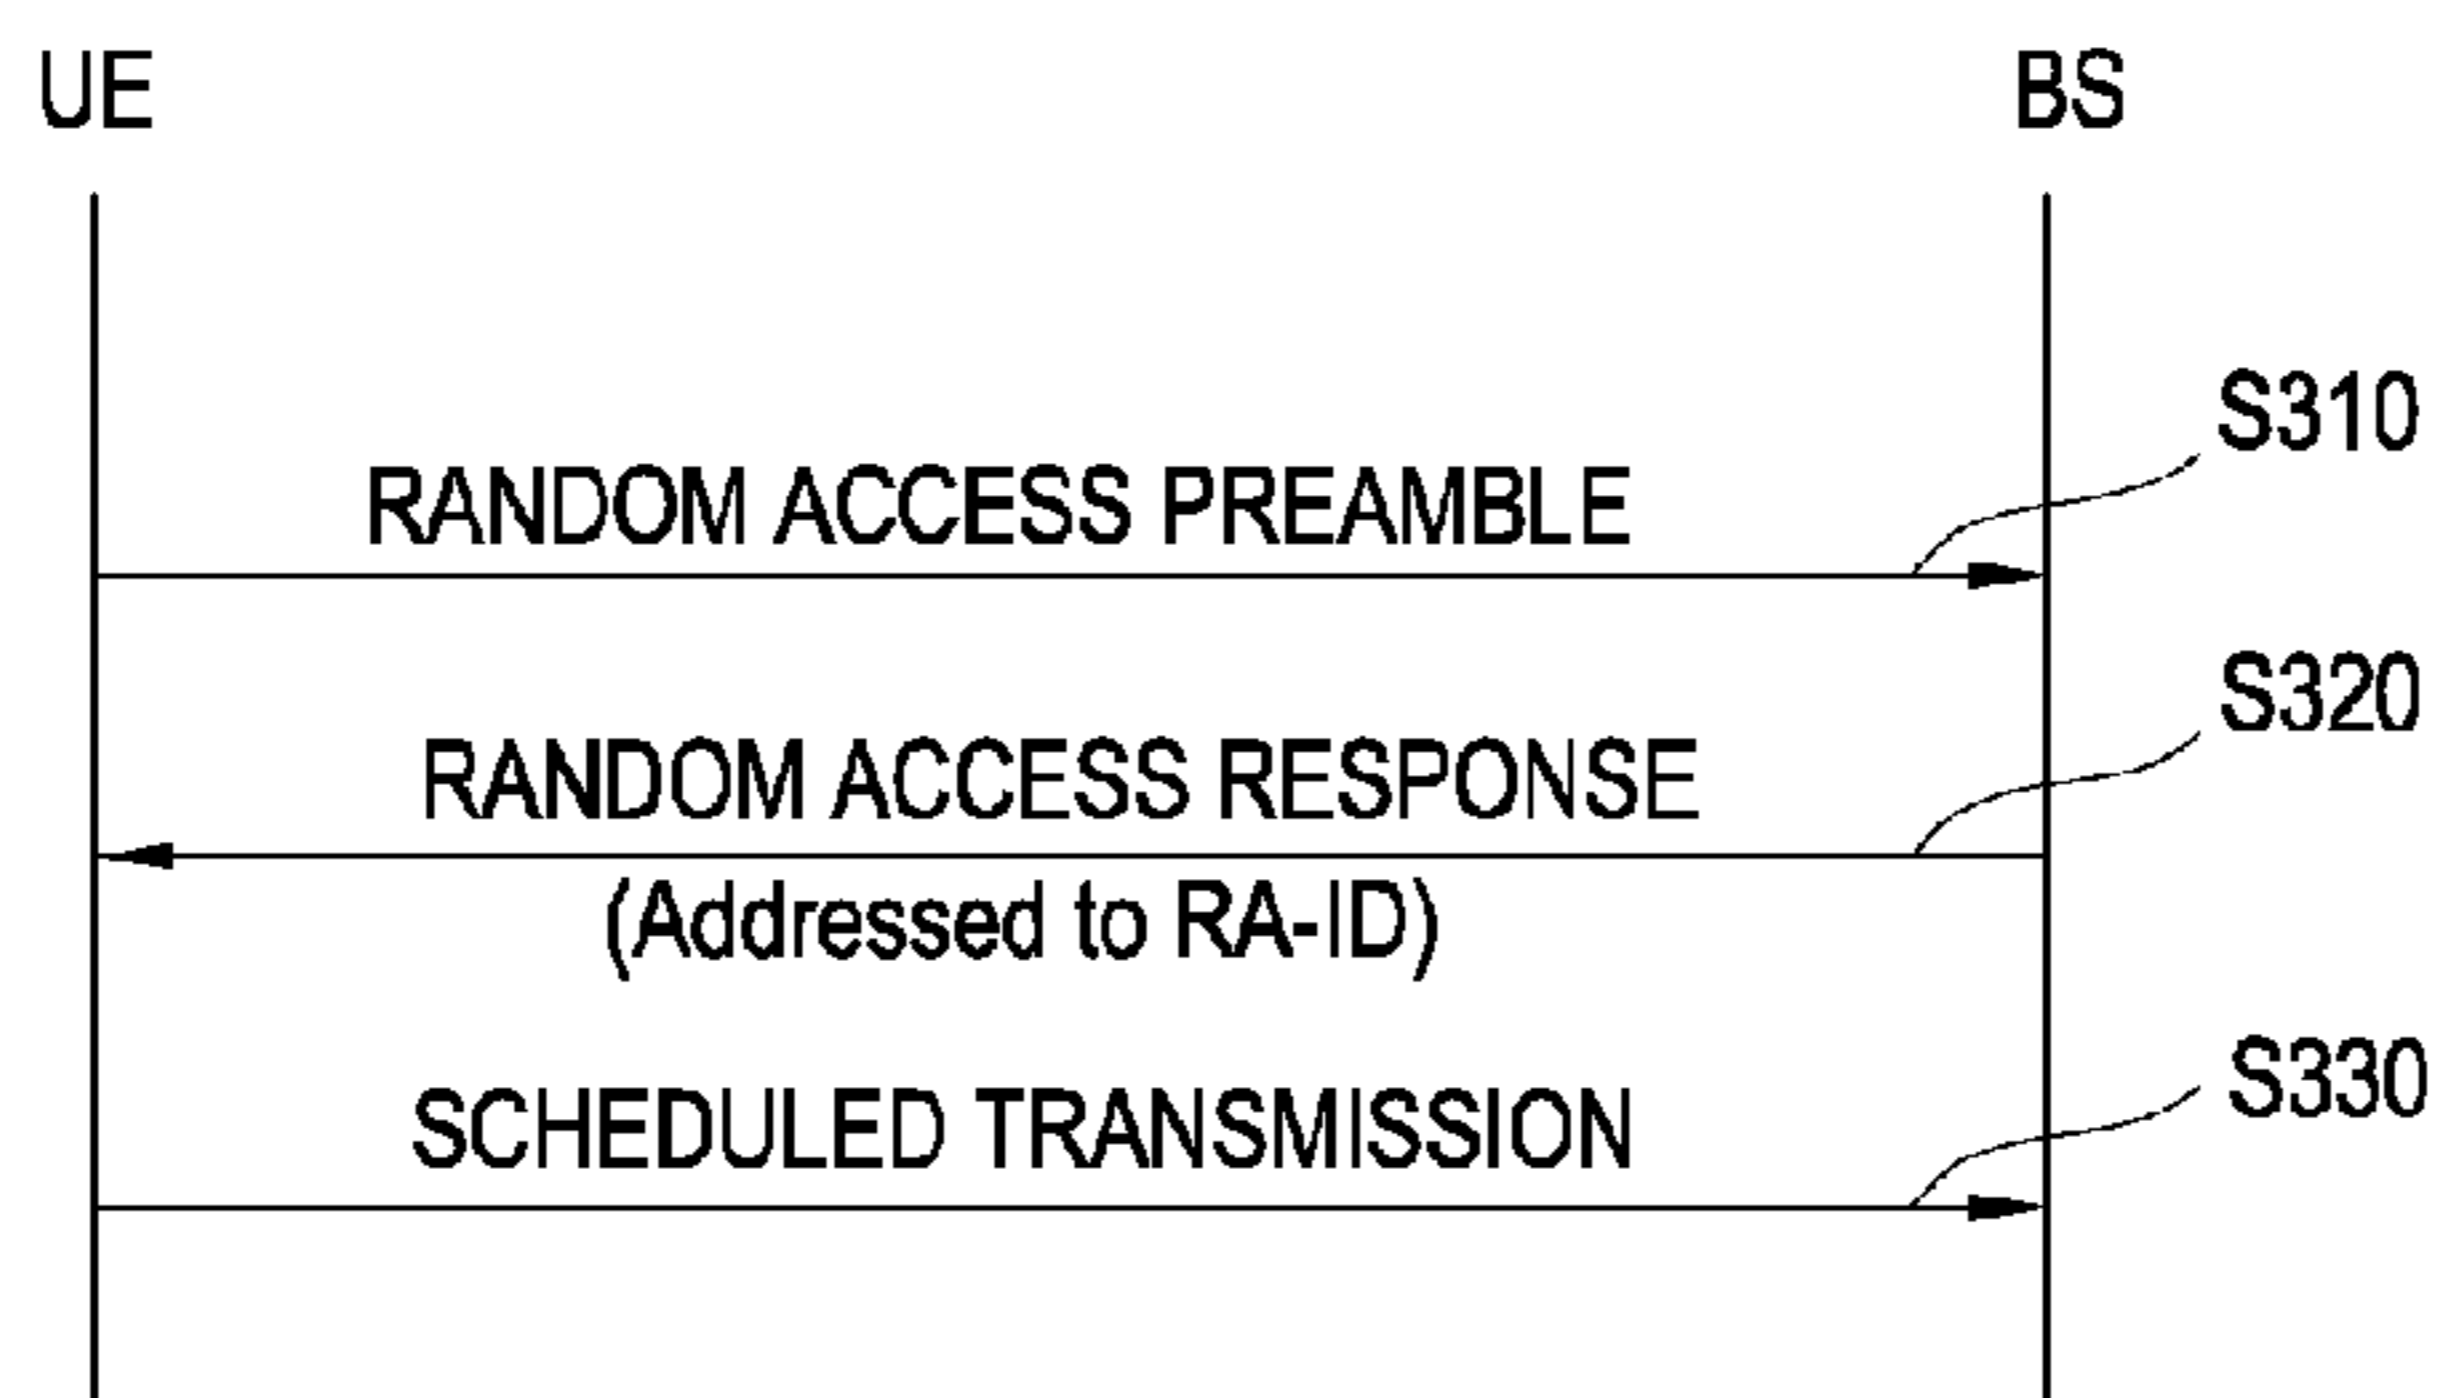 UE
BS
S310
RANDOM ACCESS PREAMBLE
S320
RANDOM ACCESS RESPONSE
(Addressed to RA-ID)
S330
SCHEDULED TRANSMISSION